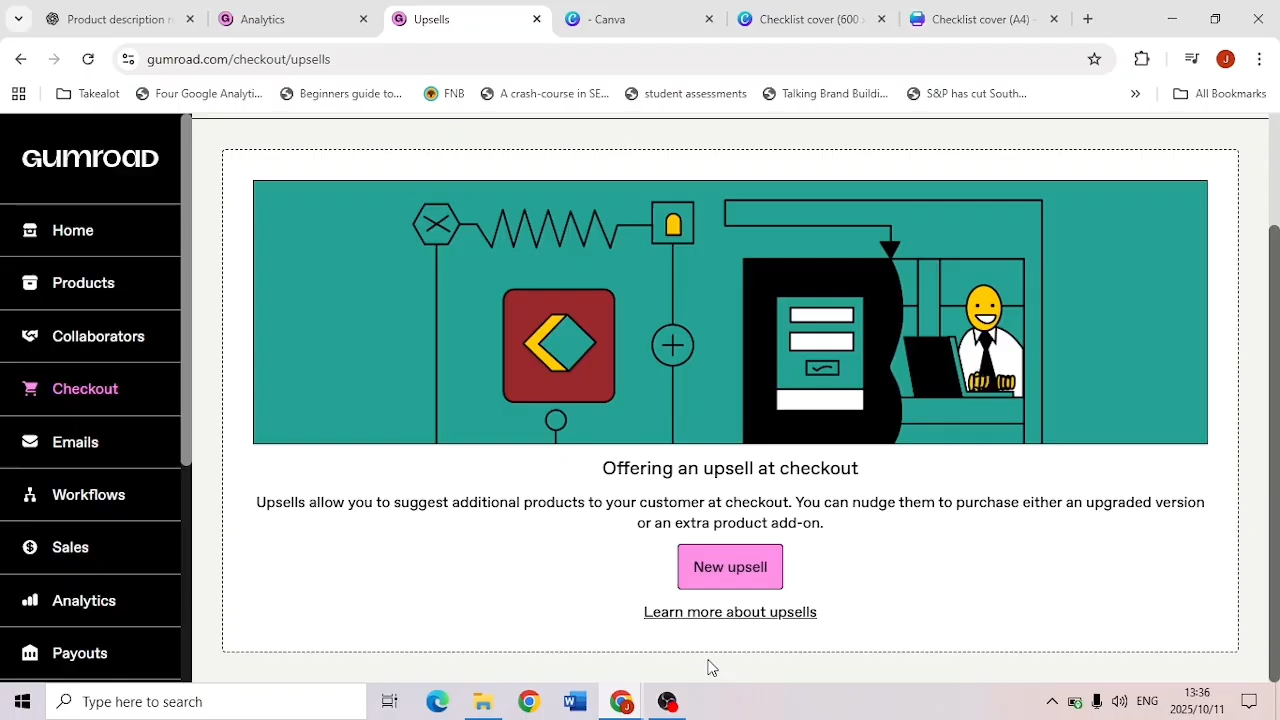 Product description r
Analytics
Upsells
- Canva
Checklist cover (600
Checklist cover (A4) -
gumroad.com/checkout/upsells
J
Takealot
Four Google Analyti...
Beginners guide to...
FNB
A crash-course in SE...
student assessments
Talking Brand Buildi...
S&P has cut South...
All Bookmarks
GUMROAD
Home
Products
Collaborators
Checkout
Emails
Workflows
Sales
Analytics
Payouts
Offering an upsell at checkout
Upsells allow you to suggest additional products to your customer at checkout. You can nudge them to purchase either an upgraded version
or an extra product add-on.
New upsell
Learn more about upsells
Type here to search
ENG
13:36
2025/10/11